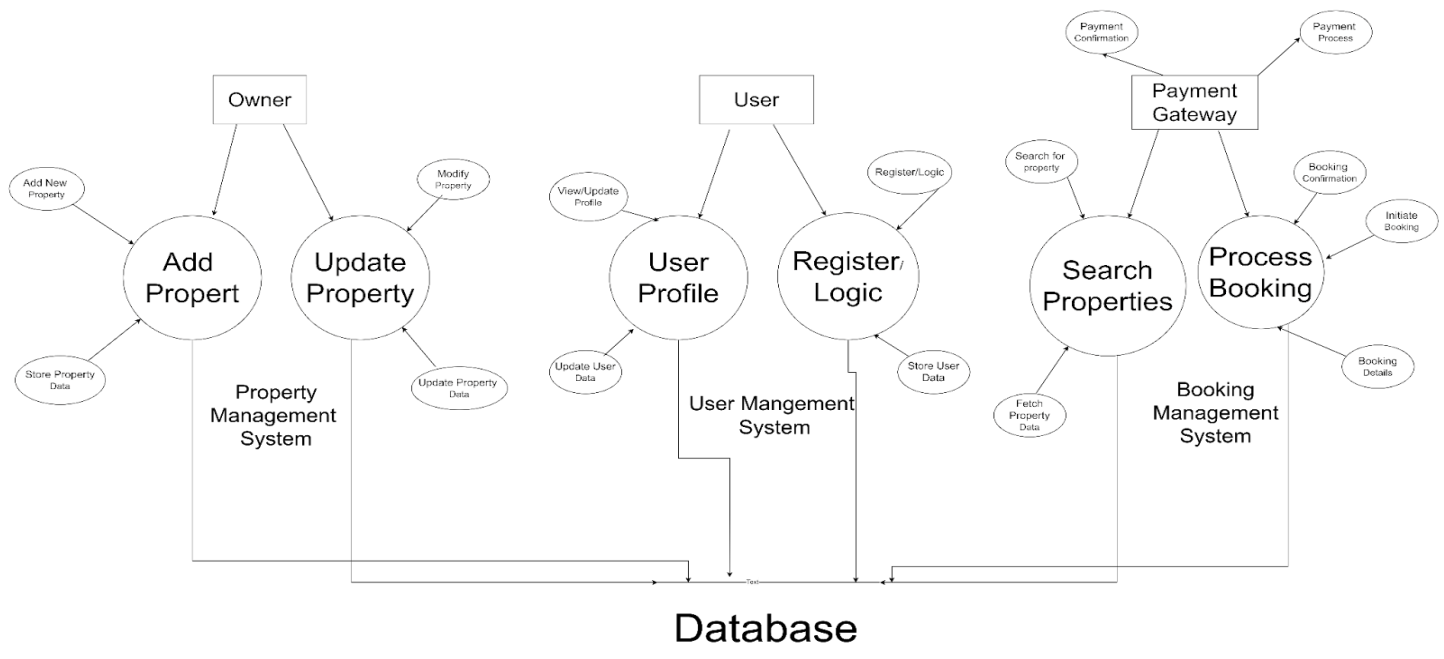 Payment
Confirmation
Payment
Process
Owner
User
Payment
Gateway
Add New
Property
Modify
Property
View/Update
Profile
Register/Logic
Search for
property
Booking
Confirmation
Initiate
Booking
Add
Propert
Update
Property
User
Profile
Register/
Logic
Search
Properties
Process
Booking
Store Property
Data
Update Property
Data
Update User
Data
Store User
Data
Fetch
Property
Data
Booking
Details
Property
Management
System
User Mangement
System
Booking
Management
System
Text
Database